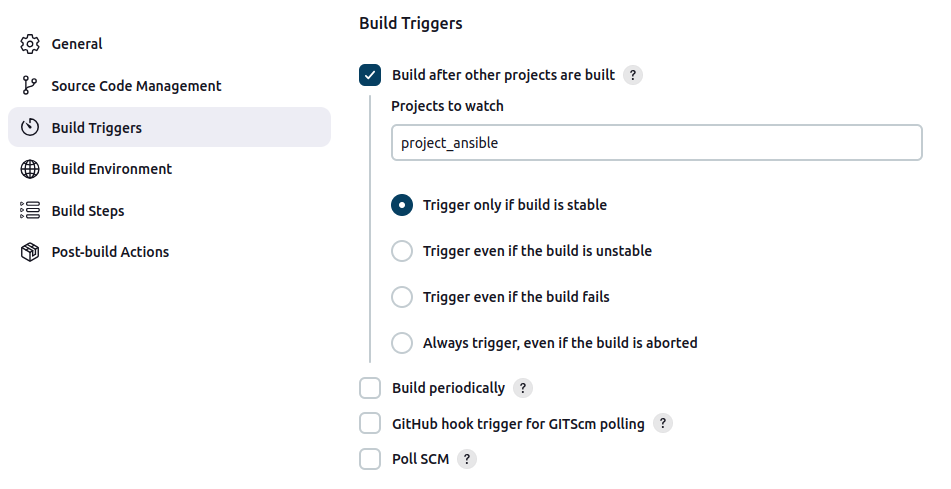 General
Source Code Management
Build Triggers
Build Environment
Build Steps
Post-build Actions
Build Triggers
Build after other projects are built ?
Projects to watch
project_ansible
Trigger only if build is stable
Trigger even if the build is unstable
Trigger even if the build fails
Always trigger, even if the build is aborted
Build periodically ?
GitHub hook trigger for GITScm polling ?
Poll SCM ?